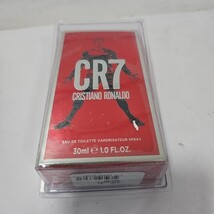 CR7
CRISTIANO RONALDO
EAU DE TOILETTE VAPORISATEUR SPRAY
30ml e 1.0 FL.OZ.